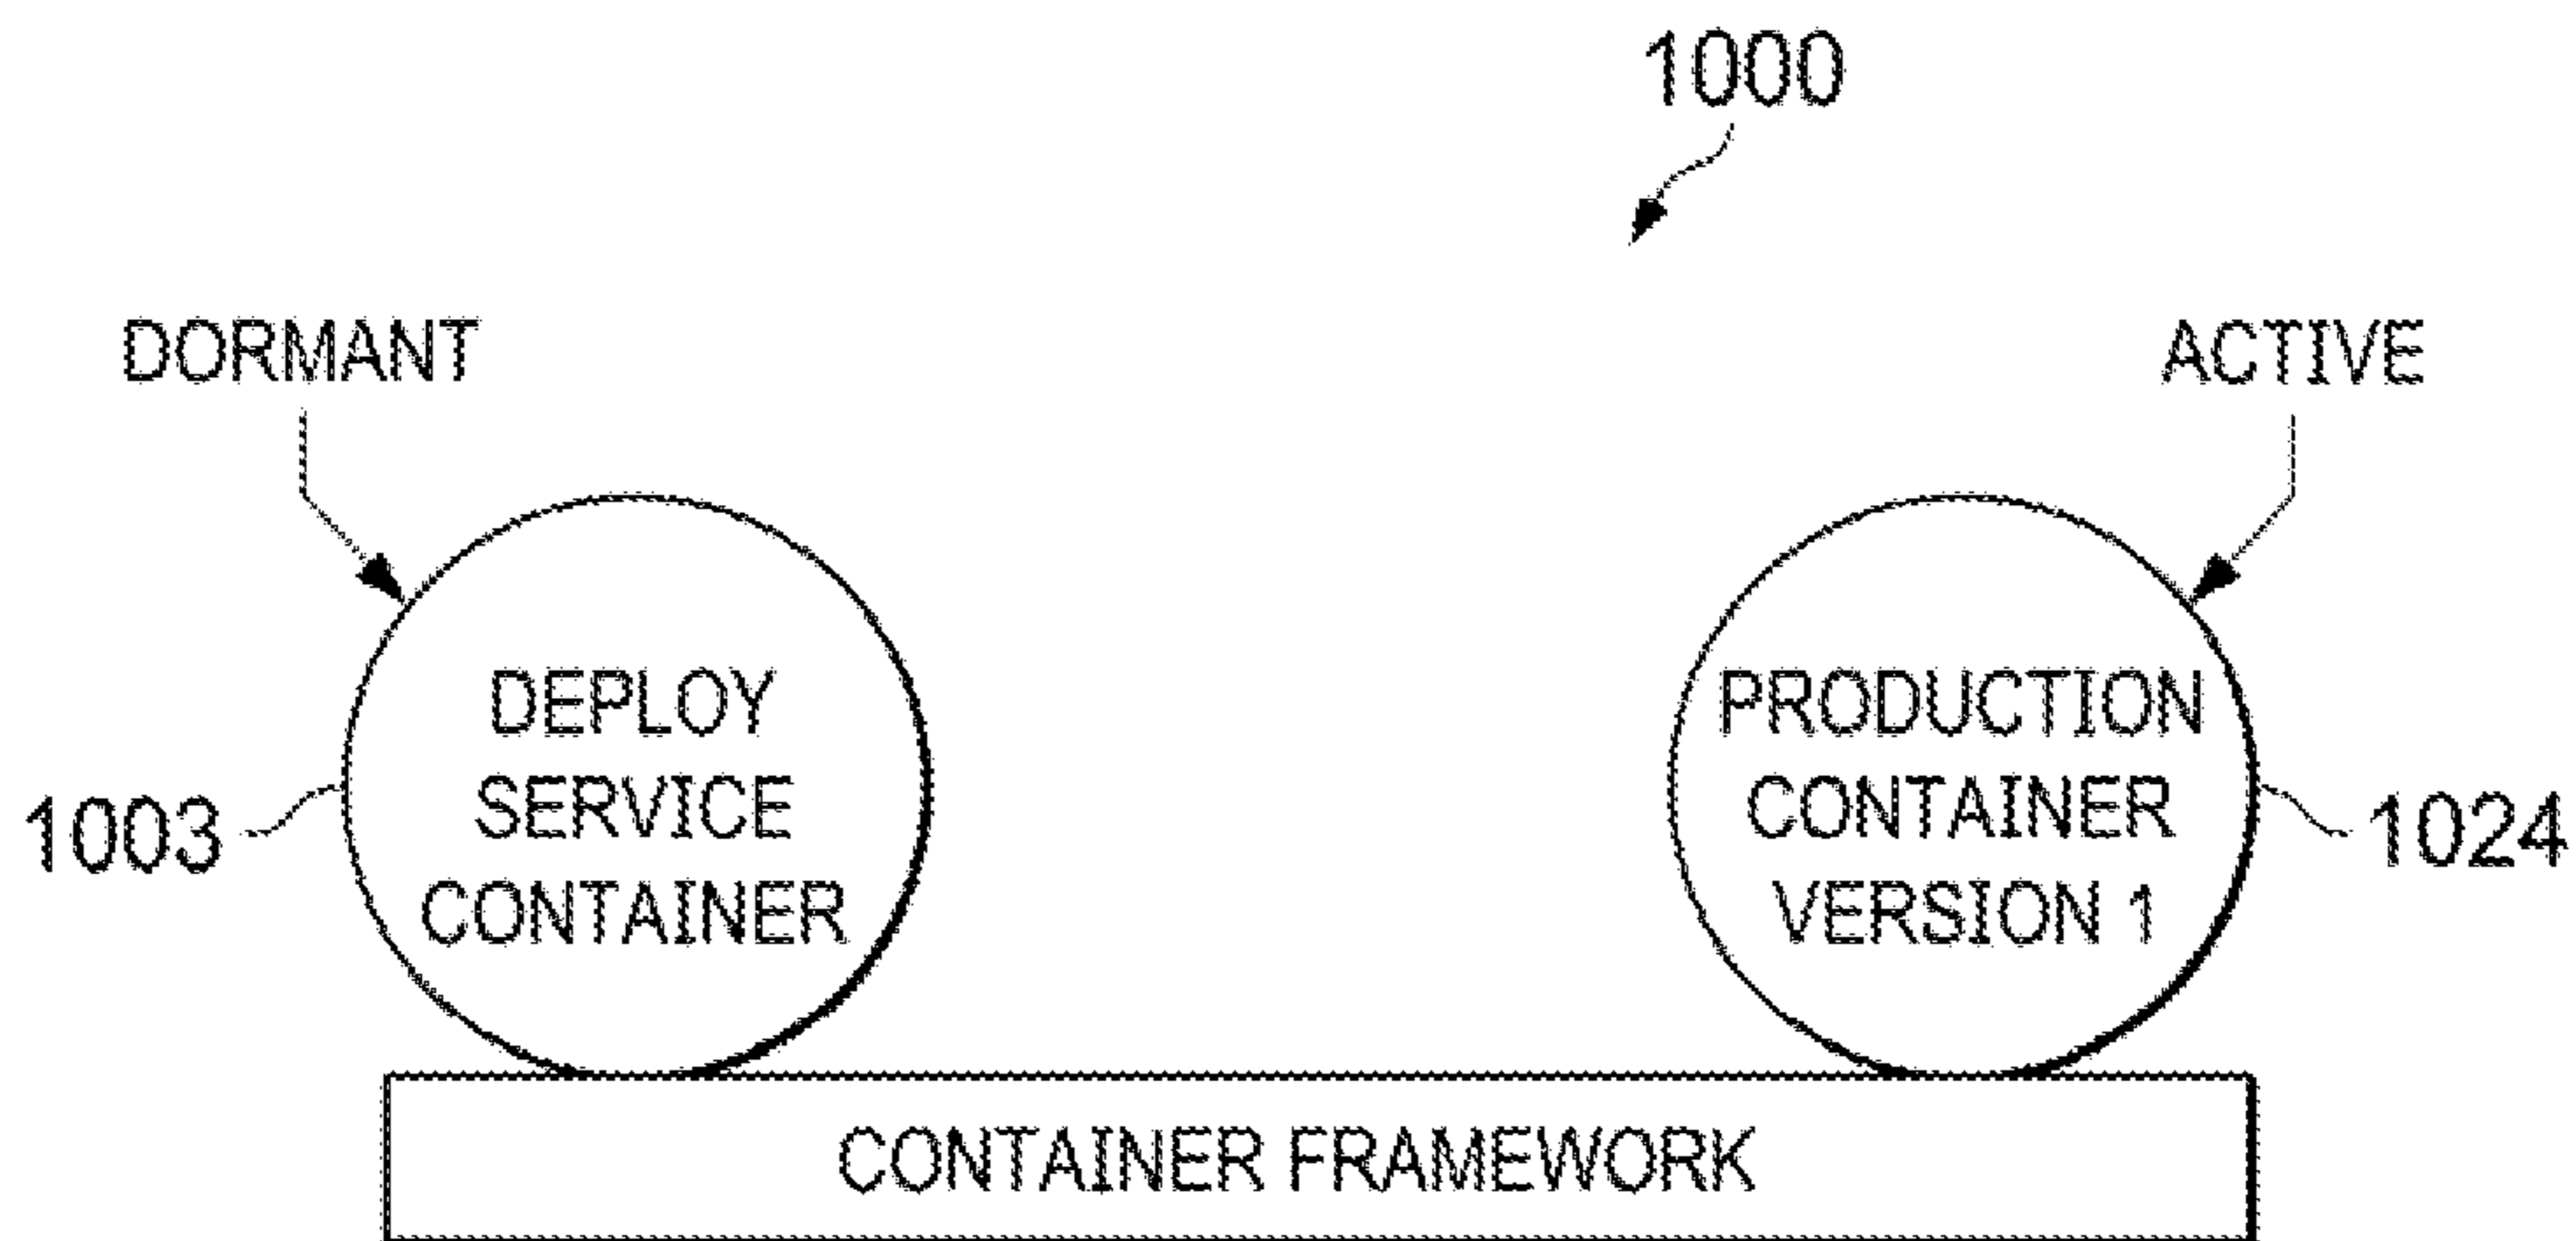 1000
DORMANT
ACTIVE
DEPLOY
SERVICE
CONTAINER
1003
PRODUCTION
CONTAINER
VERSION 1
1024
CONTAINER FRAMEWORK